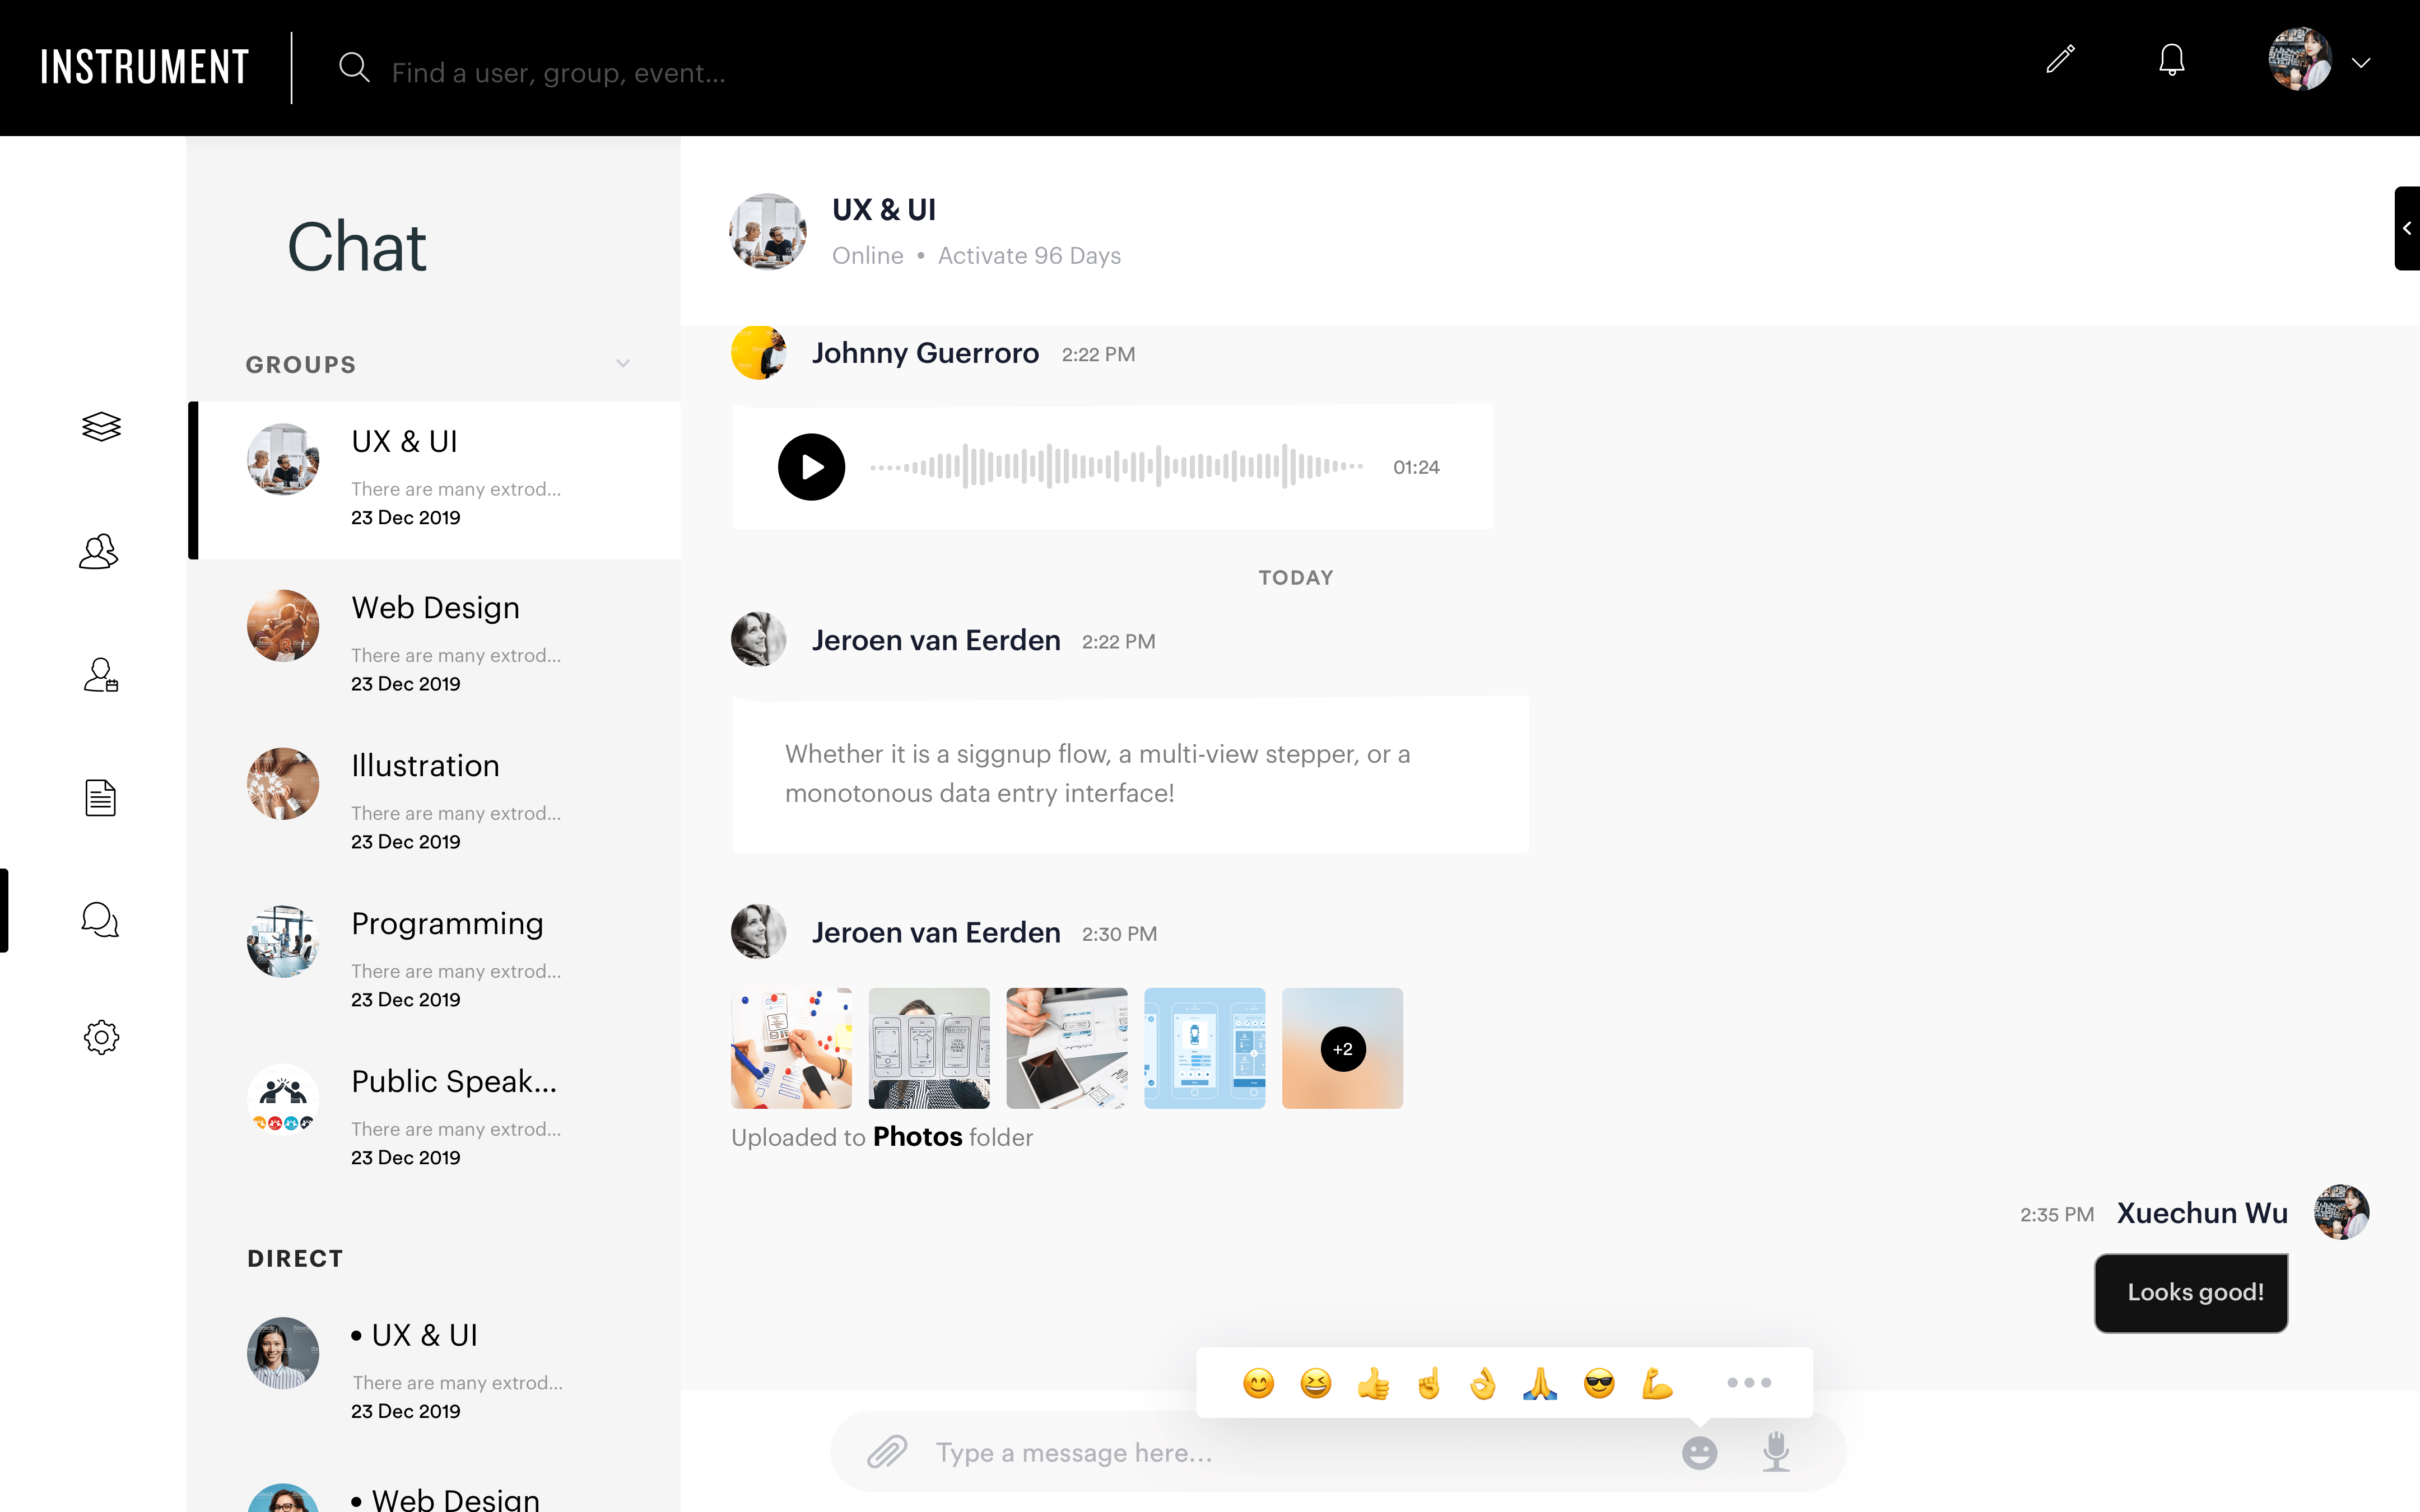 INSTRUMENT
Find a user, group, event...
Chat
GROUPS
UX & UI
There are many extrod...
23 Dec 2019
Web Design
There are many extrod...
23 Dec 2019
Illustration
There are many extrod...
23 Dec 2019
Programming
There are many extrod...
23 Dec 2019
Public Speak...
There are many extrod...
23 Dec 2019
DIRECT
• UX & UI
There are many extrod...
23 Dec 2019
• Web Design
UX & UI
Online • Activate 96 Days
Johnny Guerroro 2:22 PM
01:24
TODAY
Jeroen van Eerden 2:22 PM
Whether it is a siggnup flow, a multi-view stepper, or a
monotonous data entry interface!
Jeroen van Eerden 2:30 PM
+2
Uploaded to Photos folder
2:35 PM Xuechun Wu
Looks good!
Type a message here...